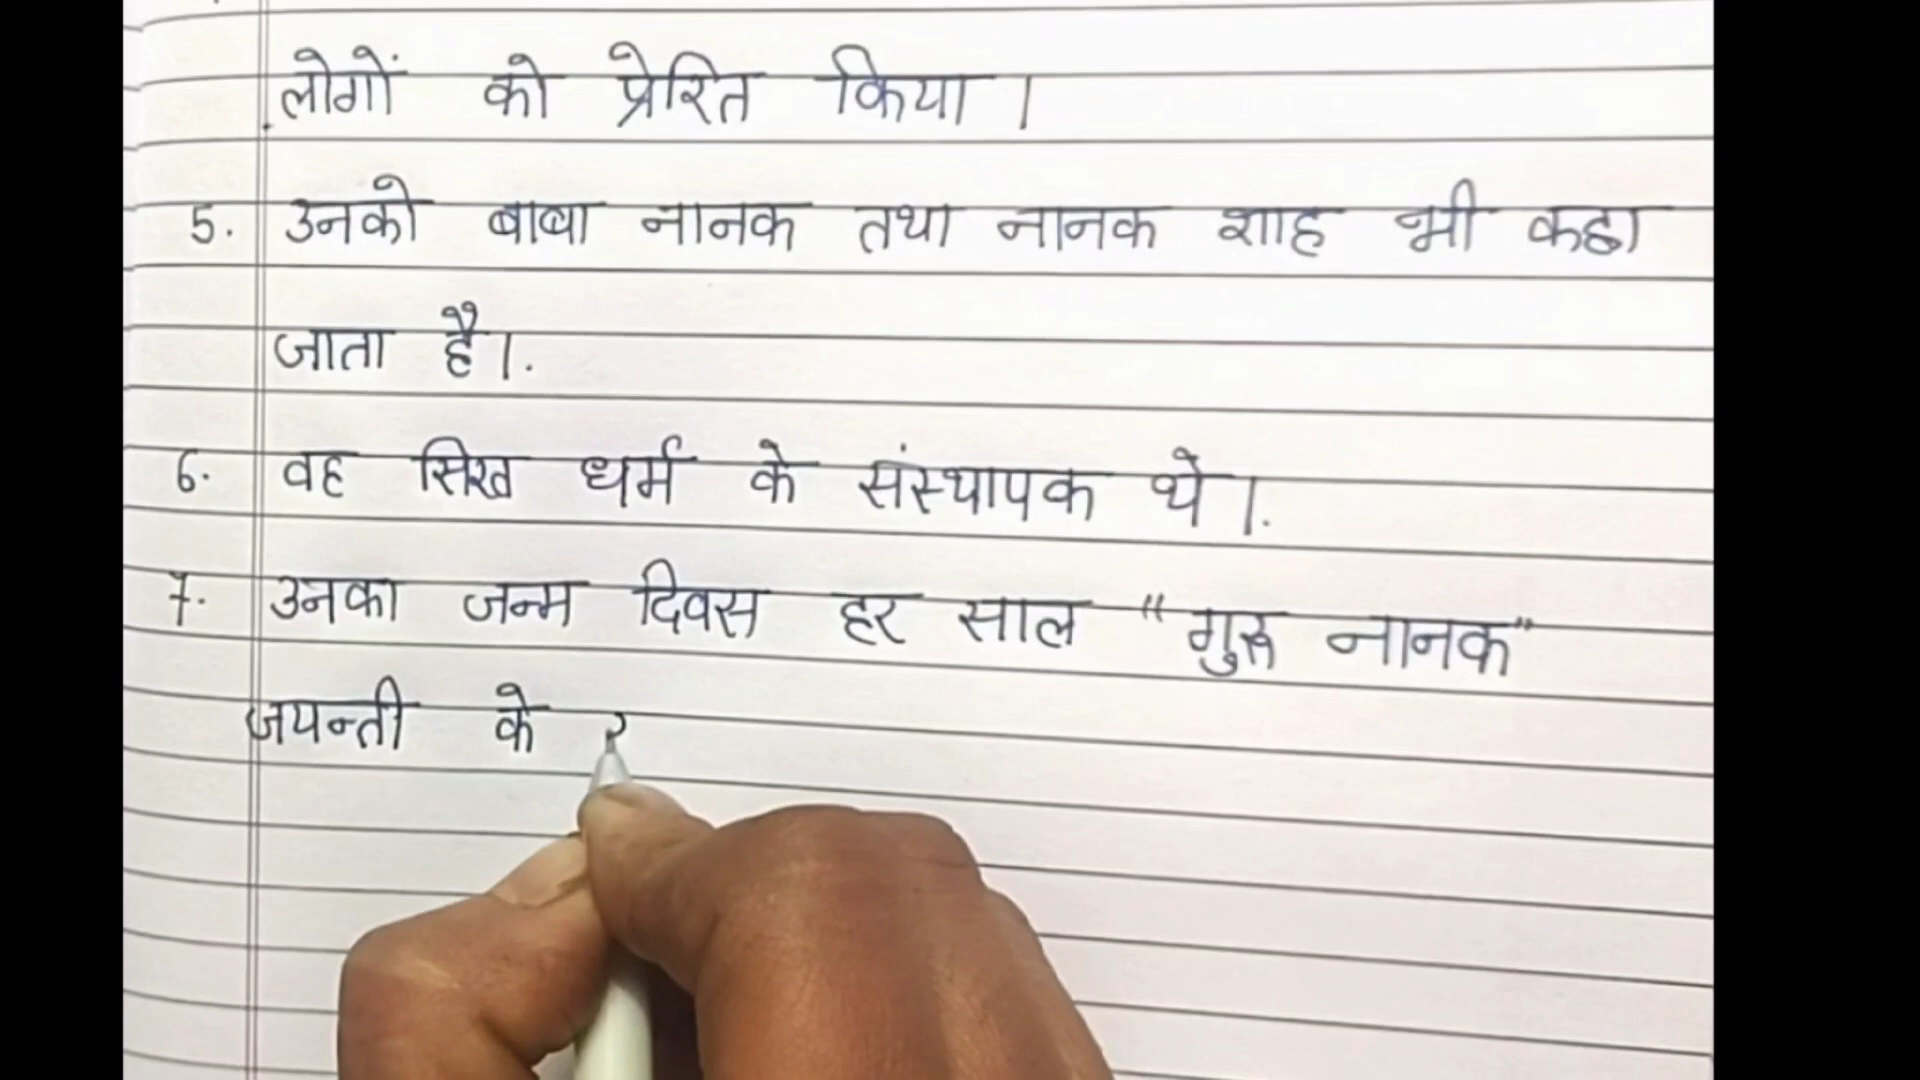 लोगों को प्रेरित किया।
5. उनको बाबा नानक तथा नानक शाह भी कहा
जाता है।.
6. वह सिख धर्म के संस्थापक थे।.
7. उनका जन्म दिवस हर साल "गुरू नानक"
जयन्ती के